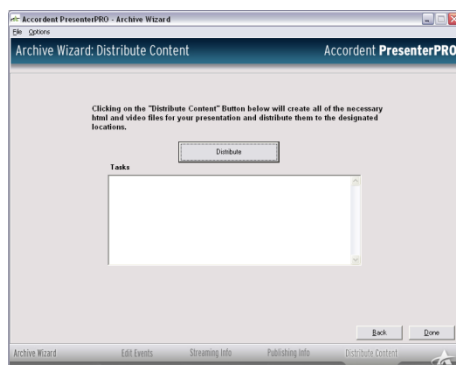 Accordent PresenterPRO - Archive Wizard
File Options
Archive Wizard: Distribute Content Accordent PresenterPRO
Clicking on the "Distribute Content" Button below will create all of the necessary
html and video files for your presentation and distribute them to the designated
locations.
Distribute
Tasks
Back Done
Archive Wizard Edit Events Streaming Info Publishing Info Distribute Content